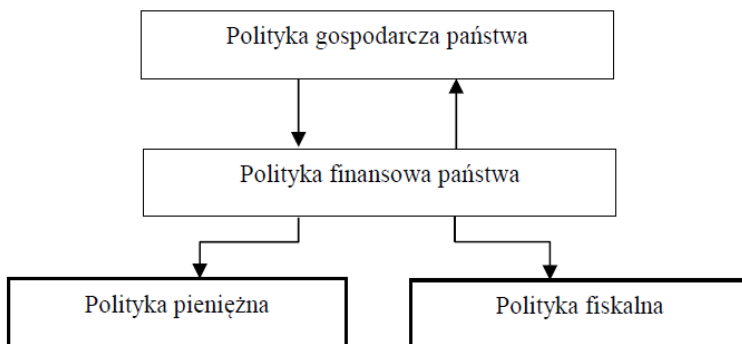 Polityka gospodarcza państwa
Polityka finansowa państwa
Polityka pieniężna
Polityka fiskalna